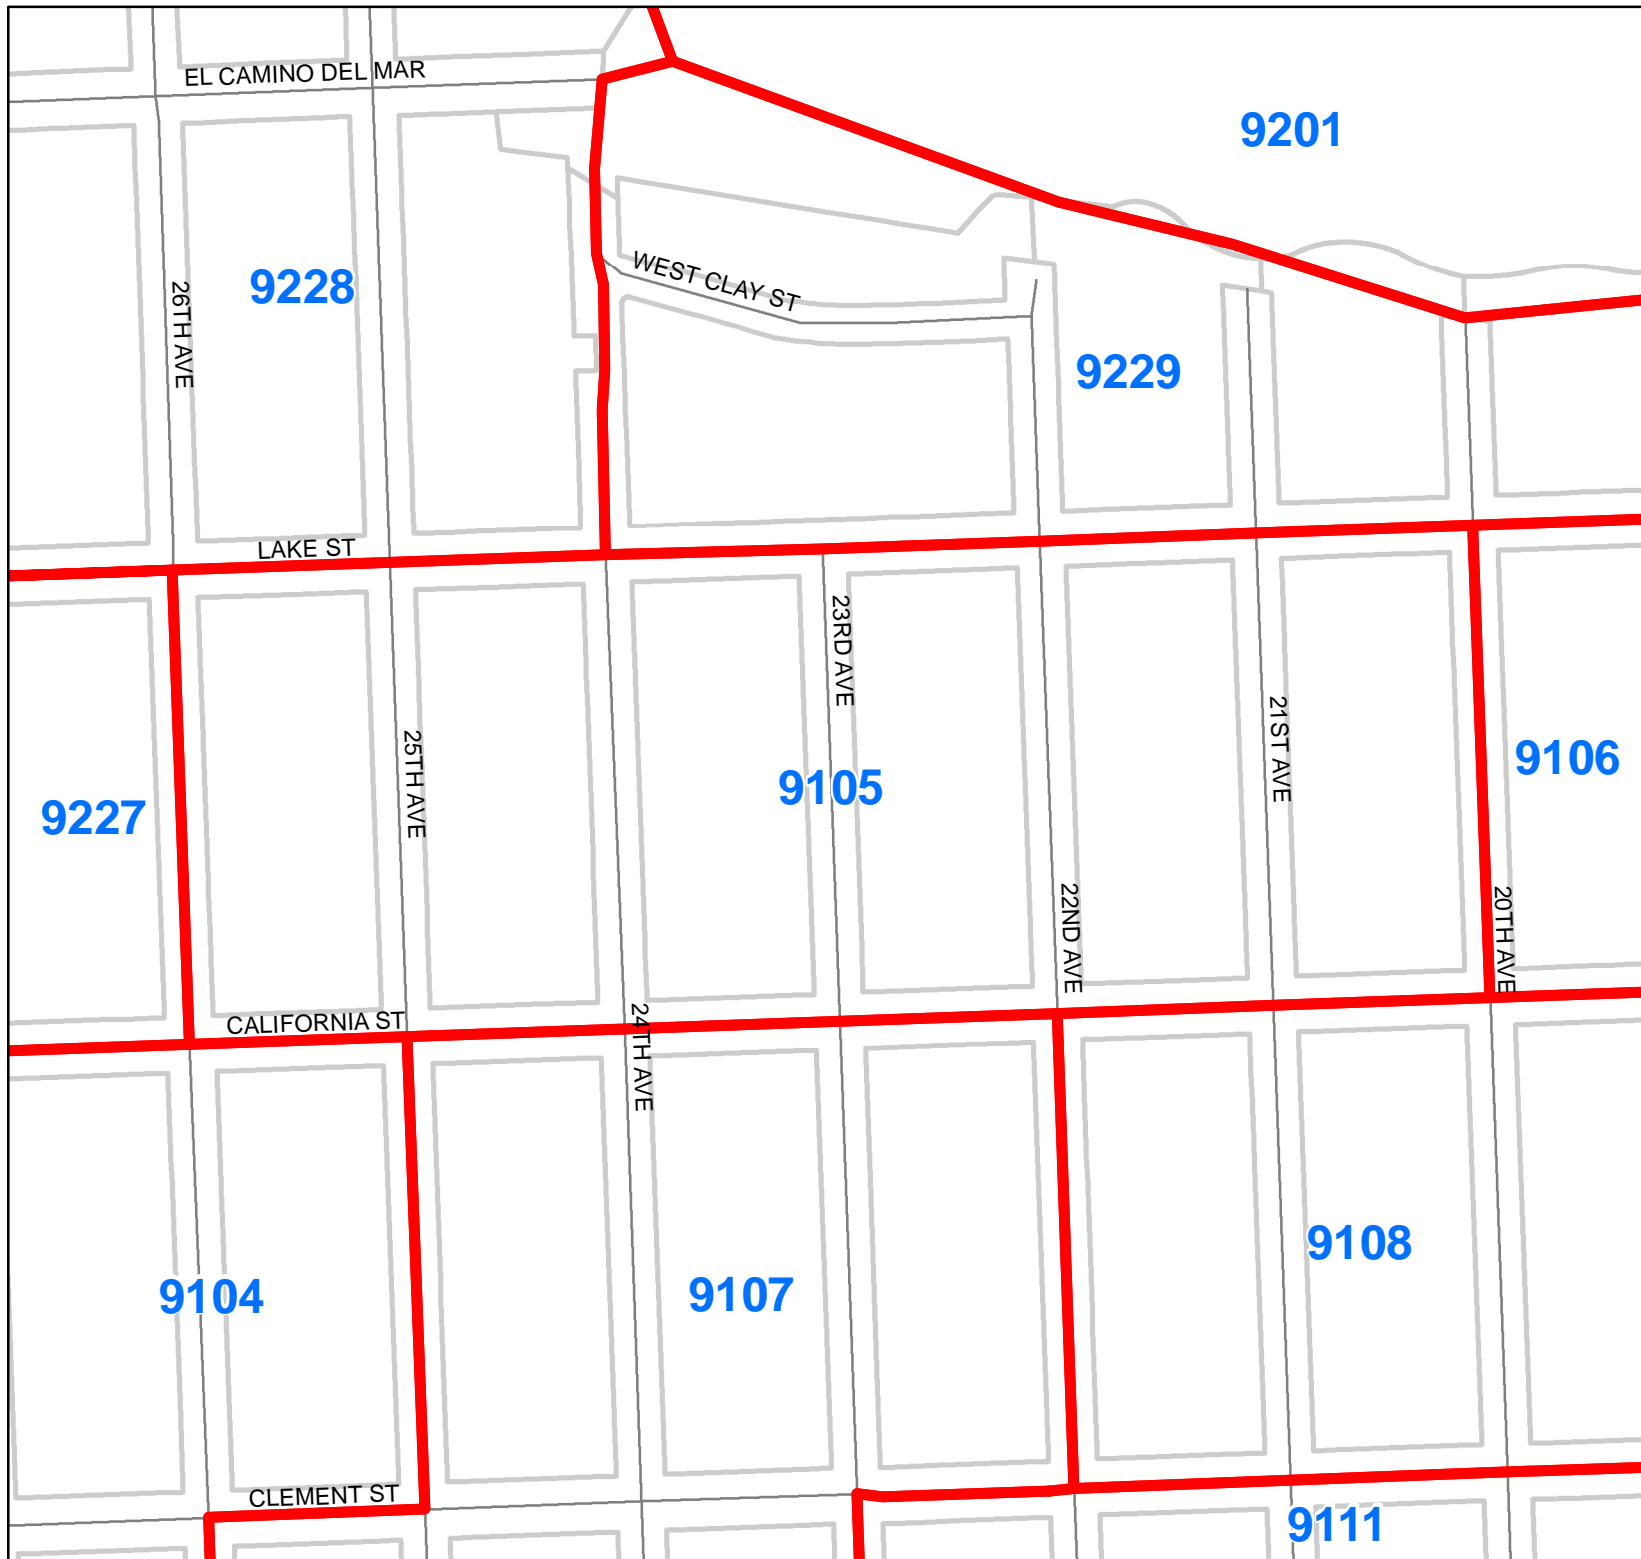 EL CAMINO DEL MAR
9201
WEST CLAY ST
9228
26TH AVE
9229
LAKE ST
23RD AVE
25TH AVE
21ST AVE
9106
9105
9227
22ND AVE
20TH AVE
CALIFORNIA ST
24TH AVE
9108
9104
9107
CLEMENT ST
9111